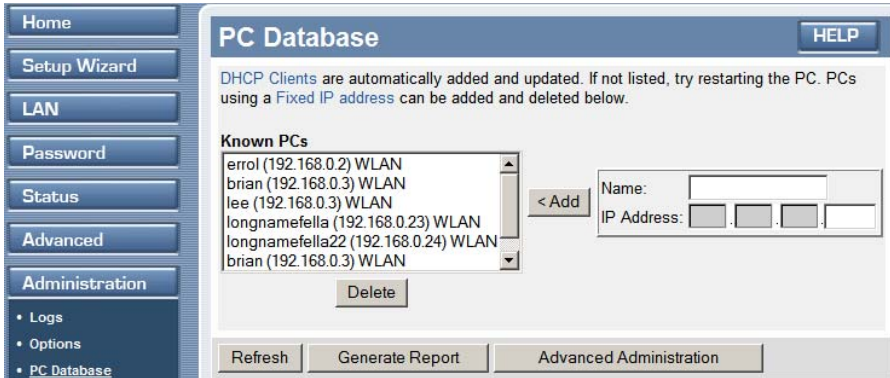 Home
Setup Wizard
LAN
Password
Status
Advanced
Administration
• Logs
• Options
• PC Database
PC Database
HELP
DHCP Clients are automatically added and updated. If not listed, try restarting the PC. PCs
using a Fixed IP address can be added and deleted below.
Known PCs
errol (192.168.0.2) WLAN
brian (192.168.0.3) WLAN
lee (192.168.0.3) WLAN
longnamefella (192.168.0.23) WLAN
longnamefella22 (192.168.0.24) WLAN
brian (192.168.0.3) WLAN
< Add
Name:
IP Address: . . .
Delete
Refresh
Generate Report
Advanced Administration